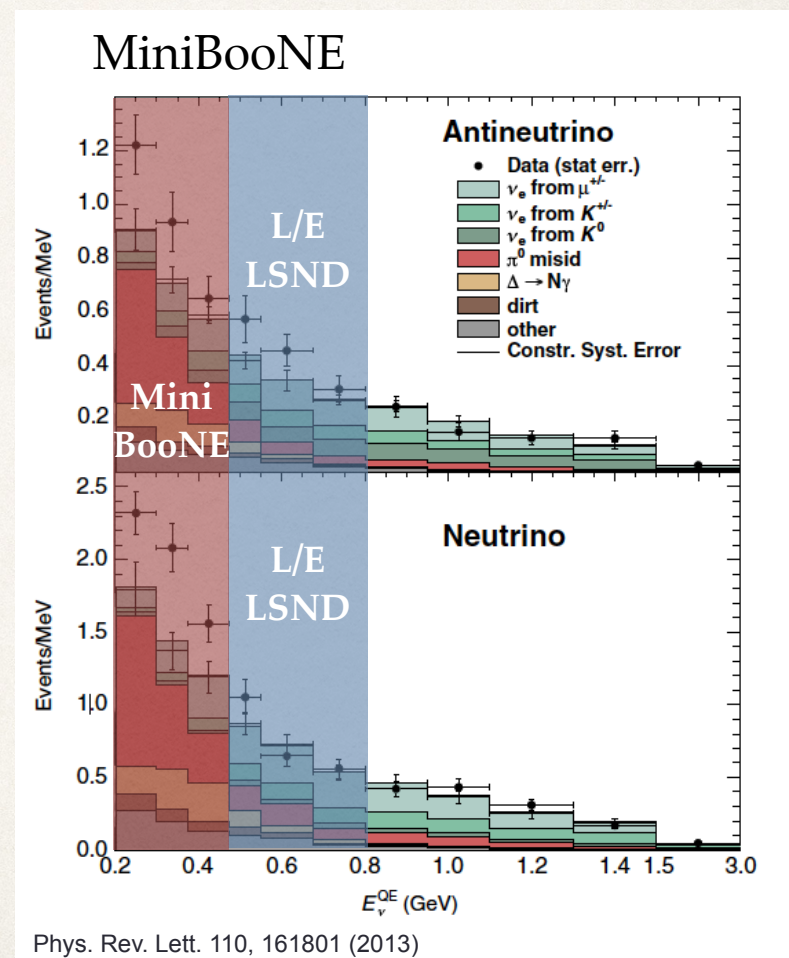 MiniBooNE
Antineutrino
Data (stat err.)
νe from μ+/-
νe from K+/-
νe from K0
π0 misid
Δ → Nγ
dirt
other
Constr. Syst. Error
L/E
LSND
Mini
BooNE
Events/MeV
1.2
1.0
0.8
0.6
0.4
0.2
Neutrino
L/E
LSND
Events/MeV
2.5
2.0
1.5
1.0
0.5
0.0
0.2 0.4 0.6 0.8 1.0 1.2 1.4 1.5 3.0
EνQE (GeV)
Phys. Rev. Lett. 110, 161801 (2013)